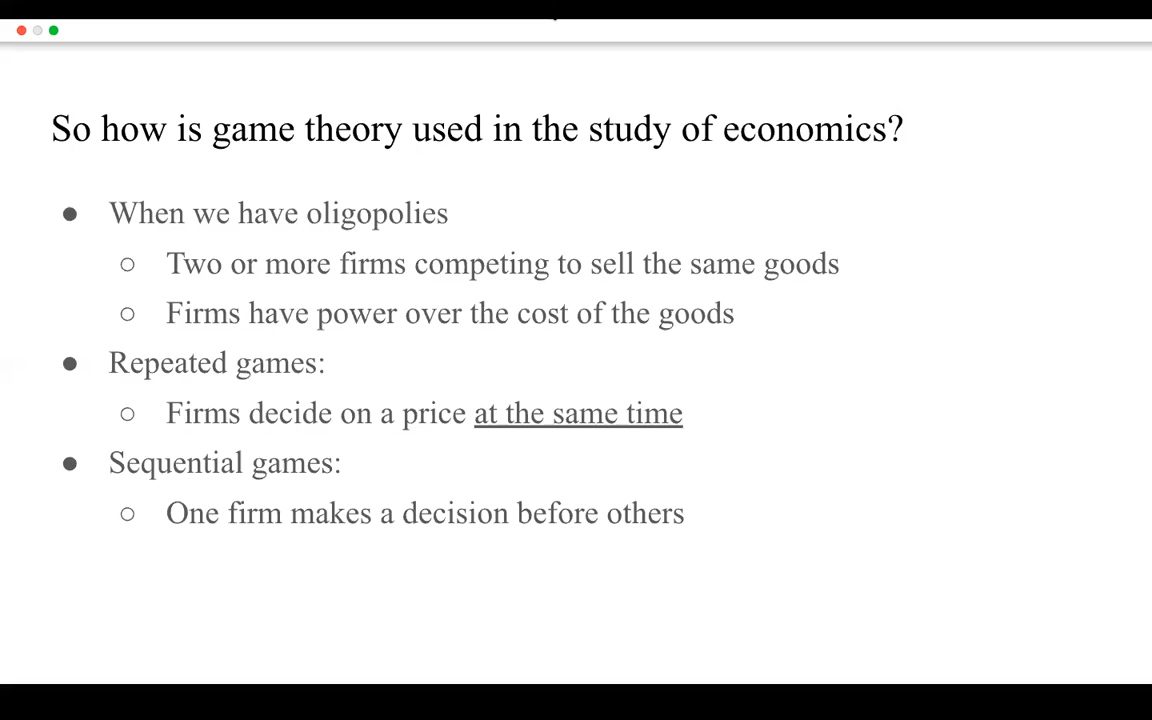 So how is game theory used in the study of economics?
● When we have oligopolies
○ Two or more firms competing to sell the same goods
○ Firms have power over the cost of the goods
● Repeated games:
○ Firms decide on a price at the same time
● Sequential games:
○ One firm makes a decision before others